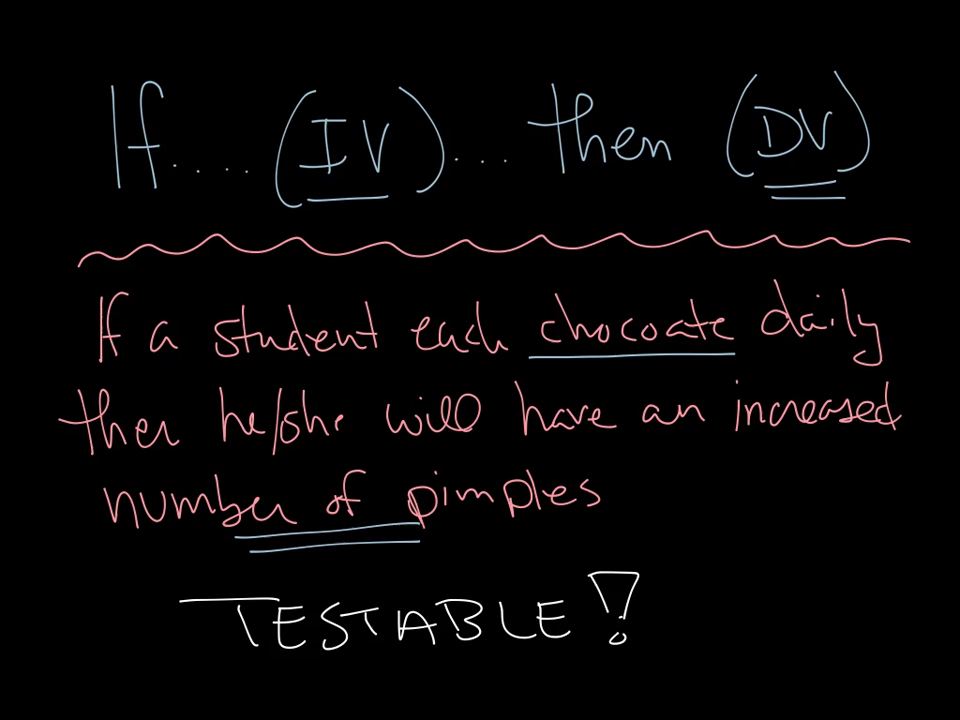 If.... (IV)... then (DV)
If a student each chocoate daily
then he/she will have an increased
number of pimples
TESTABLE!